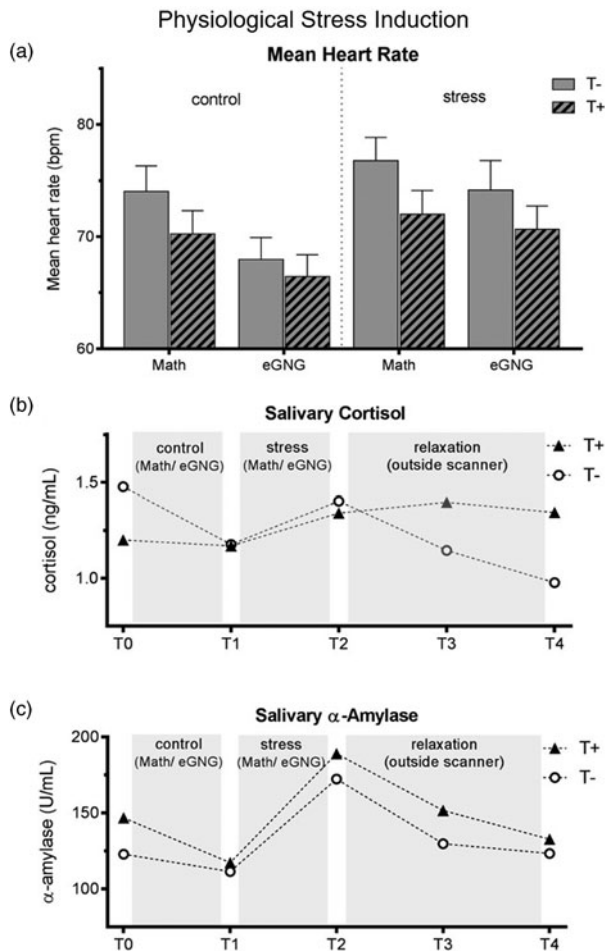 Physiological Stress Induction
(a)
Mean Heart Rate
control
stress
T-
T+
Mean heart rate (bpm)
80
70
60
Math
eGNG
Math
eGNG
(b)
Salivary Cortisol
control
(Math/ eGNG)
stress
(Math/ eGNG)
relaxation
(outside scanner)
T+
T-
cortisol (ng/mL)
1.5
1.0
T0
T1
T2
T3
T4
(c)
Salivary α-Amylase
control
(Math/ eGNG)
stress
(Math/ eGNG)
relaxation
(outside scanner)
T+
T-
α-amylase (U/mL)
200
150
100
T0
T1
T2
T3
T4